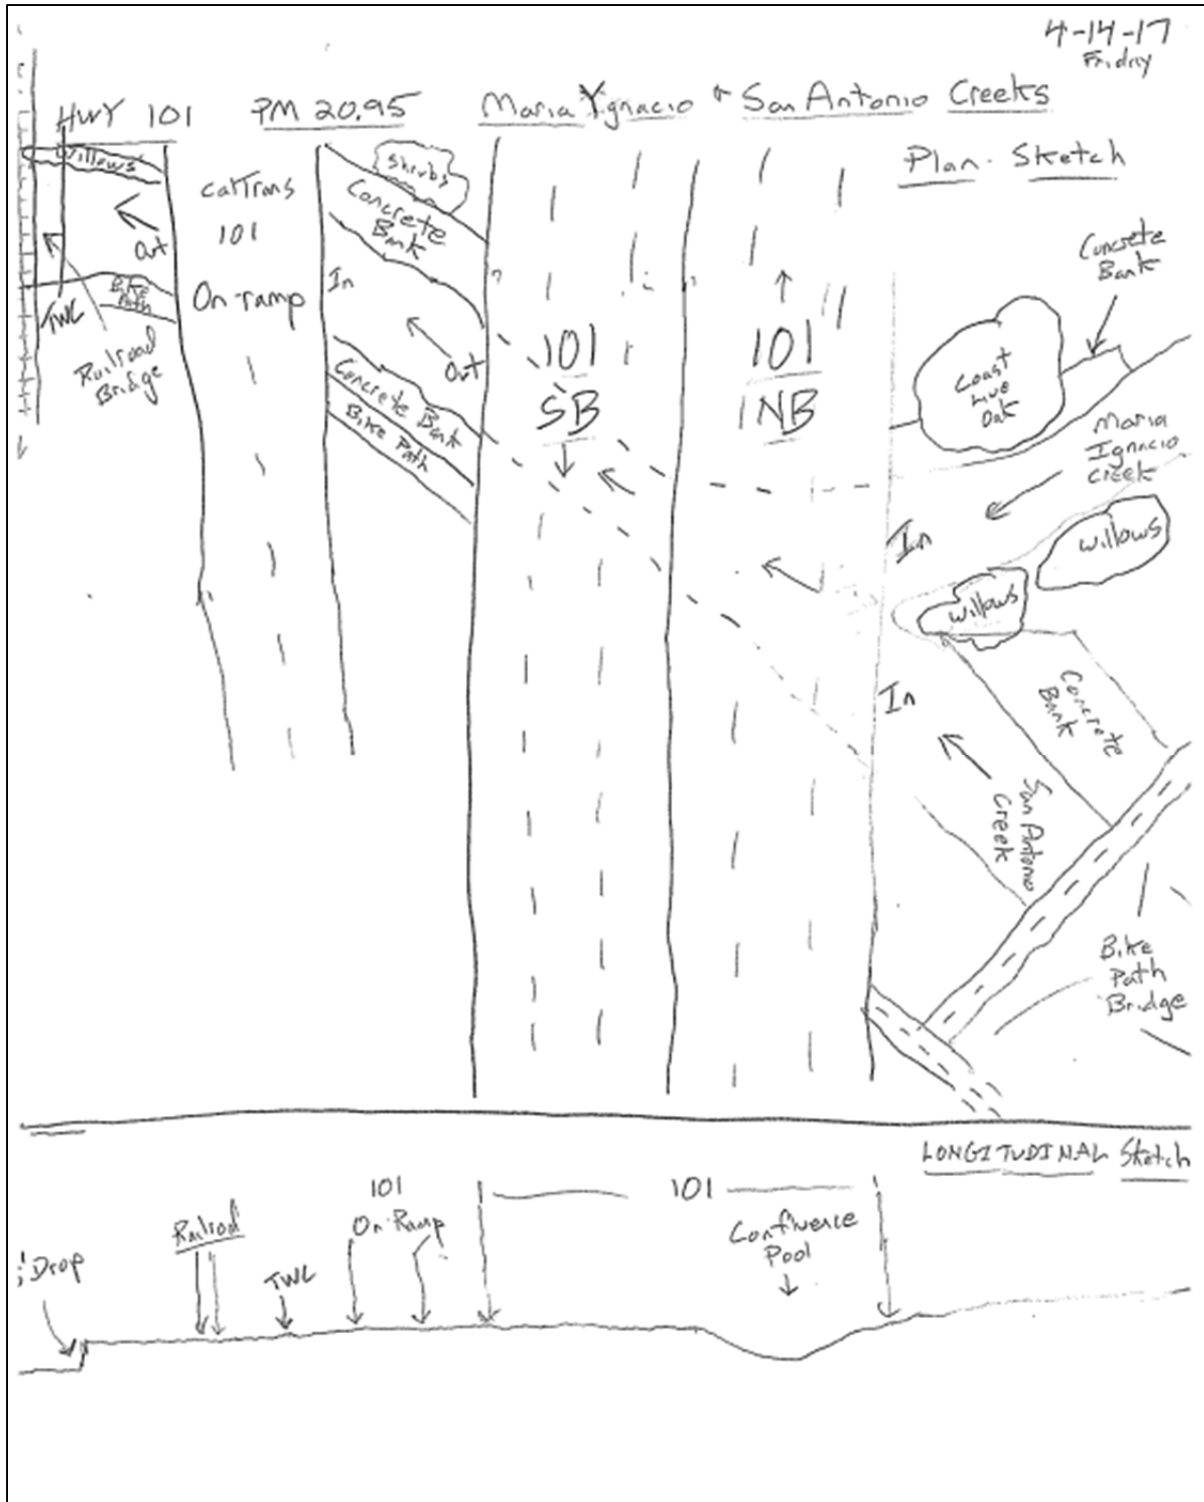 4-14-17
Friday
HWY 101 PM 20.95 Maria Ygnacio + San Antonio Creeks
Plan Sketch
Willows
CalTrans
101
On-ramp
Shrubs
Concrete
Bank
Out
In
Bike
Path
TWC
Railroad
Bridge
Out
Concrete Bank
Bike Path
101
SB
101
NB
Concrete
Bank
Coast
Live
Oak
Maria
Ignacio
Creek
In
Willows
Willows
Concrete
Bank
In
San Antonio
Creek
Bike
Path
Bridge
LONGITUDINAL Sketch
Drop
Railroad
TWC
101
On-Ramp
101
Confluence
Pool